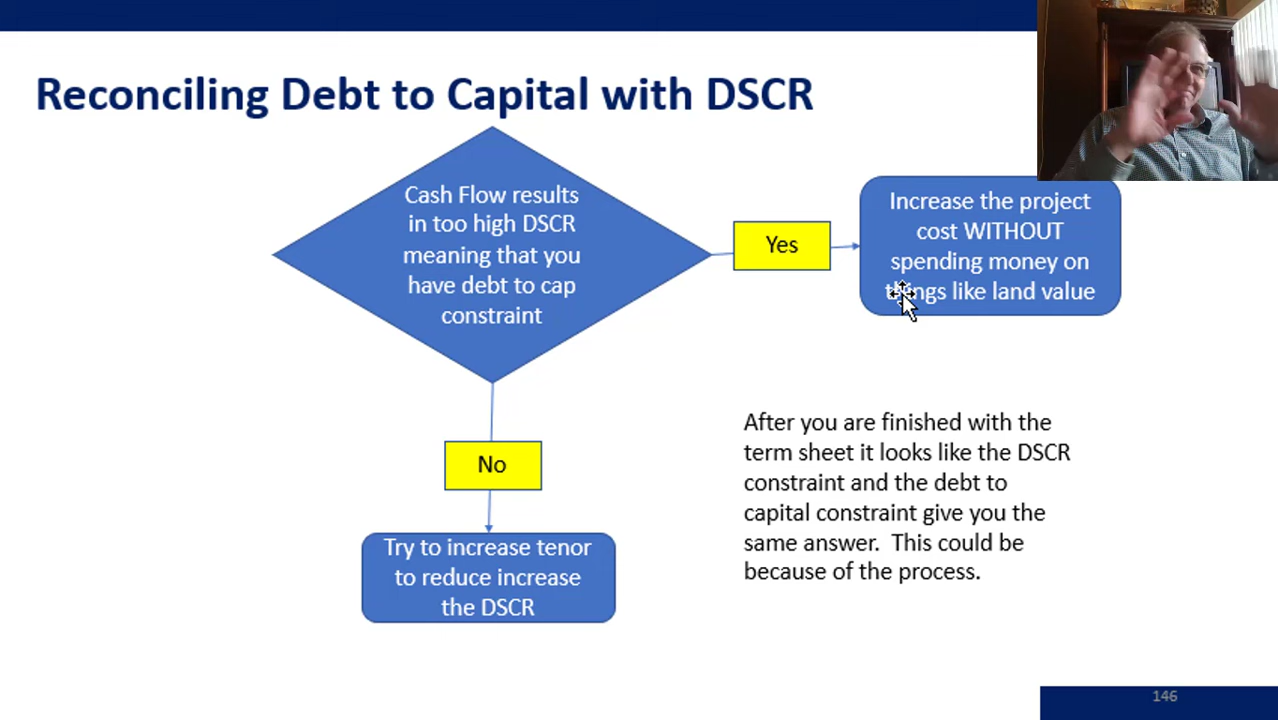 Reconciling Debt to Capital with DSCR
Cash Flow results
in too high DSCR
meaning that you
have debt to cap
constraint
Yes
Increase the project
cost WITHOUT
spending money on
things like land value
No
Try to increase tenor
to reduce increase
the DSCR
After you are finished with the
term sheet it looks like the DSCR
constraint and the debt to
capital constraint give you the
same answer.  This could be
because of the process.
146